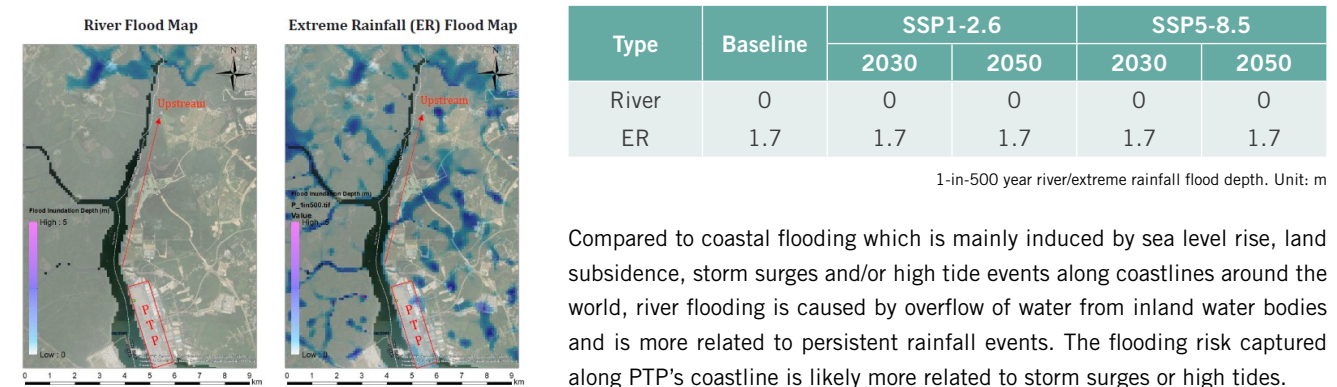 River Flood Map
N
Upstream
Flood Inundation Depth (m)
High : 5
Low : 0
P T P
0 1 2 3 4 5 6 7 8 9
km
Extreme Rainfall (ER) Flood Map
N
Upstream
Flood Inundation Depth (m)
P_1in500.tif
Value
High : 5
Low : 0
P T P
0 1 2 3 4 5 6 7 8 9
km
Type Baseline SSP1-2.6 SSP5-8.5
2030 2050 2030 2050
River 0 0 0 0 0
ER 1.7 1.7 1.7 1.7 1.7
1-in-500 year river/extreme rainfall flood depth. Unit: m
Compared to coastal flooding which is mainly induced by sea level rise, land
subsidence, storm surges and/or high tide events along coastlines around the
world, river flooding is caused by overflow of water from inland water bodies
and is more related to persistent rainfall events. The flooding risk captured
along PTP's coastline is likely more related to storm surges or high tides.